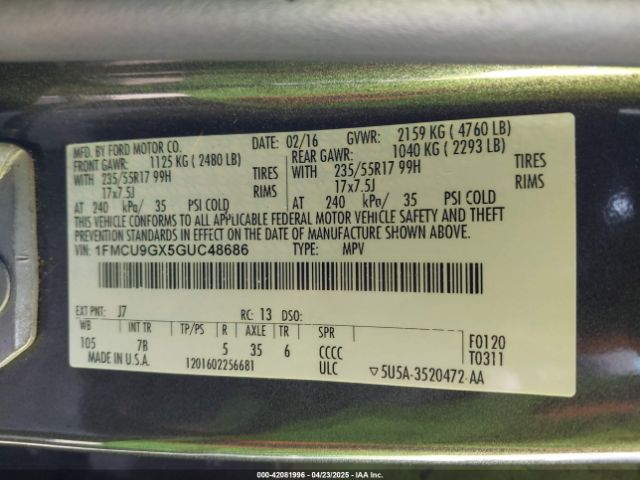 MFD. BY FORD MOTOR CO. DATE: 02/16 GVWR: 2159 KG ( 4760 LB)
FRONT GAWR: 1125 KG ( 2480 LB) REAR GAWR: 1040 KG ( 2293 LB)
WITH 235/55R17 99H TIRES WITH 235/55R17 99H TIRES
17x7.5J RIMS 17x7.5J RIMS
AT 240 kPa/ 35 PSI COLD AT 240 kPa/ 35 PSI COLD
THIS VEHICLE CONFORMS TO ALL APPLICABLE FEDERAL MOTOR VEHICLE SAFETY AND THEFT
PREVENTION STANDARDS IN EFFECT ON THE DATE OF MANUFACTURE SHOWN ABOVE.
VIN: 1FMCU9GX5GUC48686 TYPE: MPV
EXT PNT: J7 RC: 13 DSO:
WB INT TR TP/PS R AXLE TR SPR F0120
105 7B 5 35 6 CCCC T0311
MADE IN U.S.A. 1201602256681 ULC ▽5U5A-3520472-AA
000-42081996 - 04/23/2025 - IAA Inc.